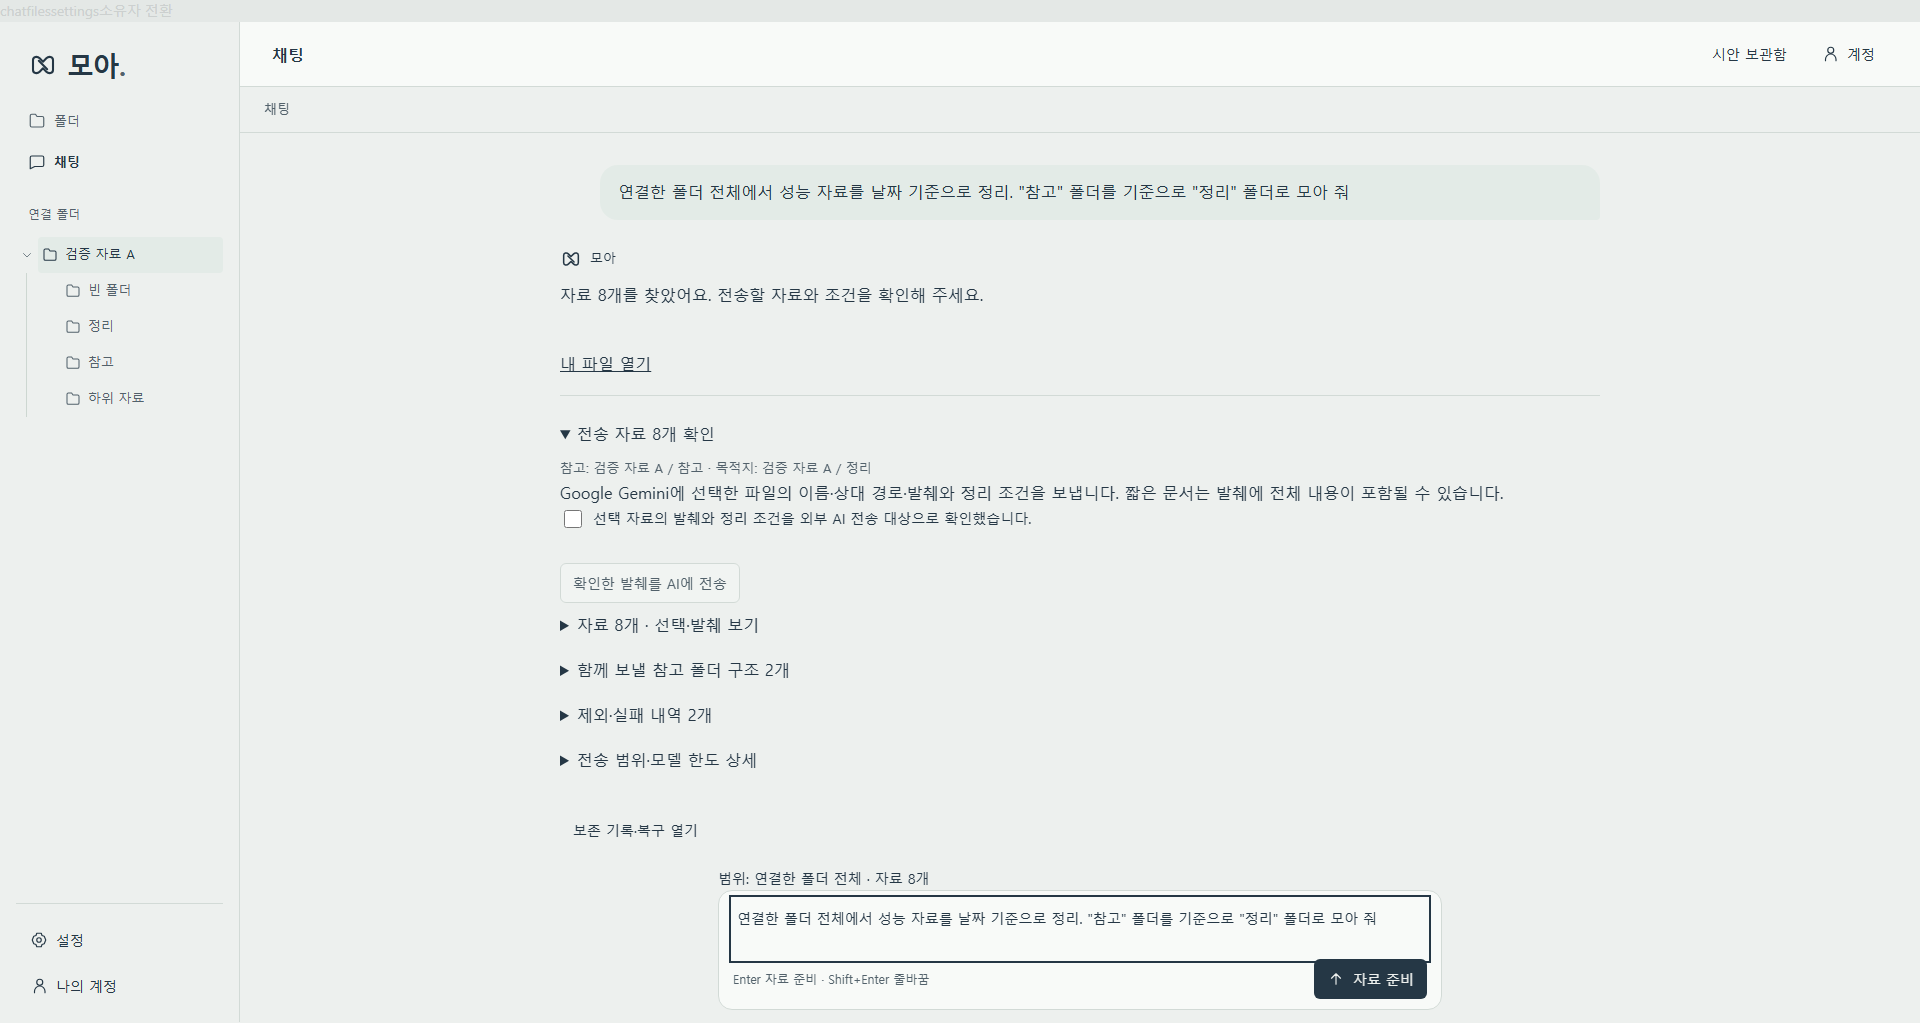 chatfilessettings소유자 전환
모아.
폴더
채팅
연결 폴더
검증 자료 A
빈 폴더
정리
참고
하위 자료
설정
나의 계정
채팅
시안 보관함
계정
채팅
연결한 폴더 전체에서 성능 자료를 날짜 기준으로 정리. "참고" 폴더를 기준으로 "정리" 폴더로 모아 줘
모아
자료 8개를 찾았어요. 전송할 자료와 조건을 확인해 주세요.
내 파일 열기
▼ 전송 자료 8개 확인
참고: 검증 자료 A / 참고 · 목적지: 검증 자료 A / 정리
Google Gemini에 선택한 파일의 이름·상대 경로·발췌와 정리 조건을 보냅니다. 짧은 문서는 발췌에 전체 내용이 포함될 수 있습니다.
선택 자료의 발췌와 정리 조건을 외부 AI 전송 대상으로 확인했습니다.
확인한 발췌를 AI에 전송
▶ 자료 8개 · 선택·발췌 보기
▶ 함께 보낼 참고 폴더 구조 2개
▶ 제외·실패 내역 2개
▶ 전송 범위·모델 한도 상세
보존 기록·복구 열기
범위: 연결한 폴더 전체 · 자료 8개
연결한 폴더 전체에서 성능 자료를 날짜 기준으로 정리. "참고" 폴더를 기준으로 "정리" 폴더로 모아 줘
Enter 자료 준비 · Shift+Enter 줄바꿈
↑ 자료 준비